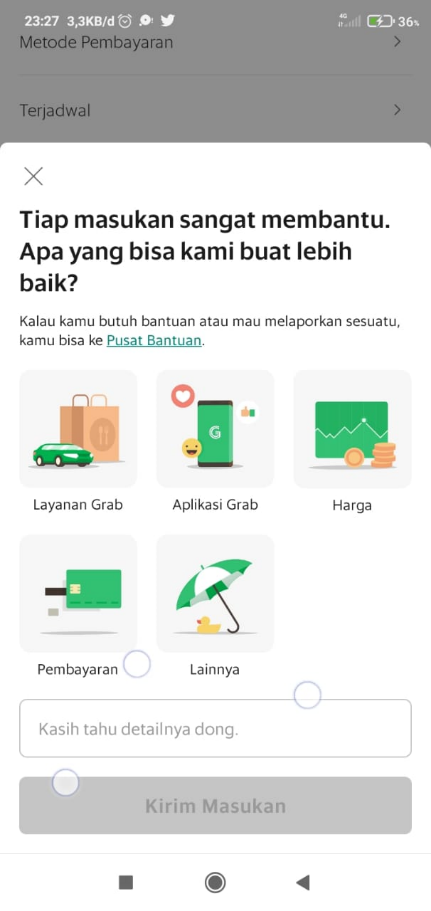 23:27 3,3KB/d
4G
36%
Metode Pembayaran
Terjadwal
Tiap masukan sangat membantu.
Apa yang bisa kami buat lebih
baik?
Kalau kamu butuh bantuan atau mau melaporkan sesuatu,
kamu bisa ke Pusat Bantuan.
G
Layanan Grab
Aplikasi Grab
Harga
Pembayaran
Lainnya
Kasih tahu detailnya dong.
Kirim Masukan